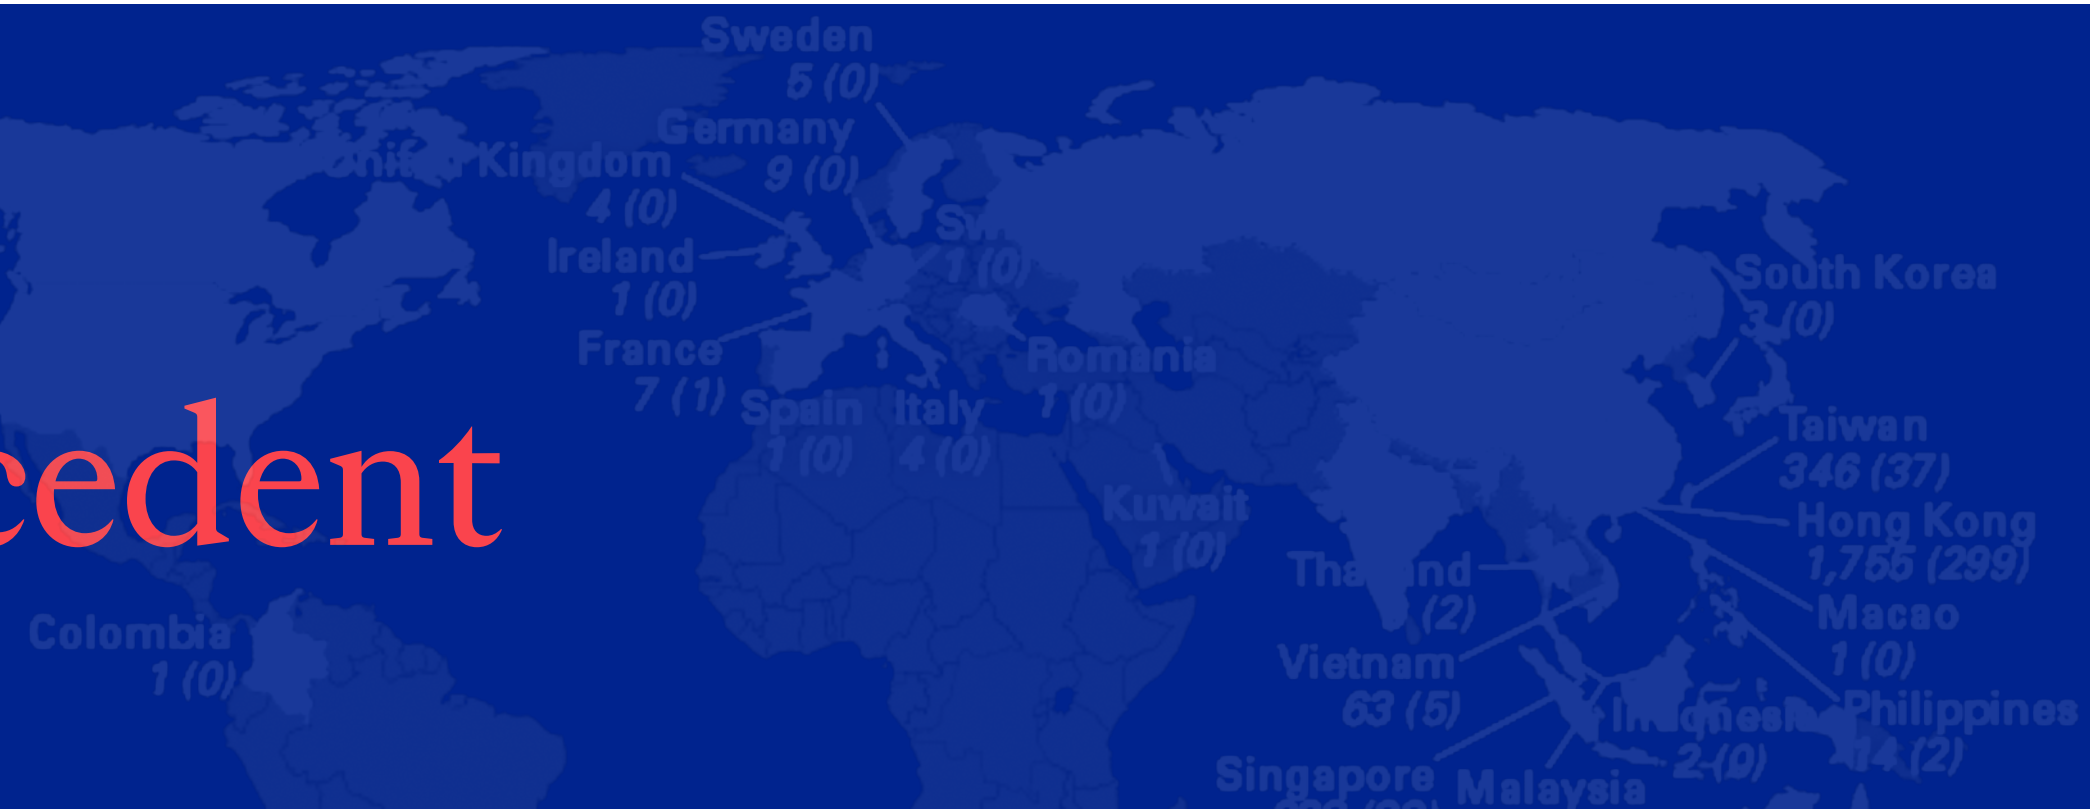 Sweden
5 (0)
Germany
9 (0)
Kingdom
4 (0)
Ireland
1 (0)
1 (0)
South Korea
3 (0)
France
7 (1)
Romania
1 (0)
Spain
1 (0)
Italy
4 (0)
Taiwan
346 (37)
cedent
Kuwait
1 (0)
Hong Kong
1,755 (299)
(2)
Macao
1 (0)
Colombia
1 (0)
Vietnam
63 (5)
Philippines
14 (2)
2 (0)
Singapore
Malaysia